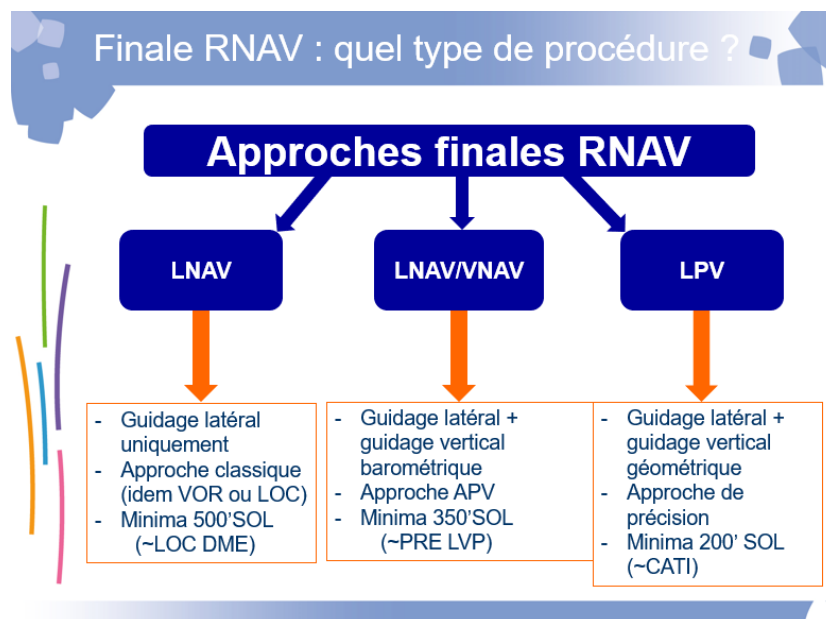 Finale RNAV : quel type de procédure ?
Approches finales RNAV
LNAV
LNAV/VNAV
LPV
- Guidage latéral
uniquement
- Approche classique
(idem VOR ou LOC)
- Minima 500'SOL
(~LOC DME)
- Guidage latéral +
guidage vertical
barométrique
- Approche APV
- Minima 350'SOL
(~PRE LVP)
- Guidage latéral +
guidage vertical
géométrique
- Approche de
précision
- Minima 200' SOL
(~CATI)